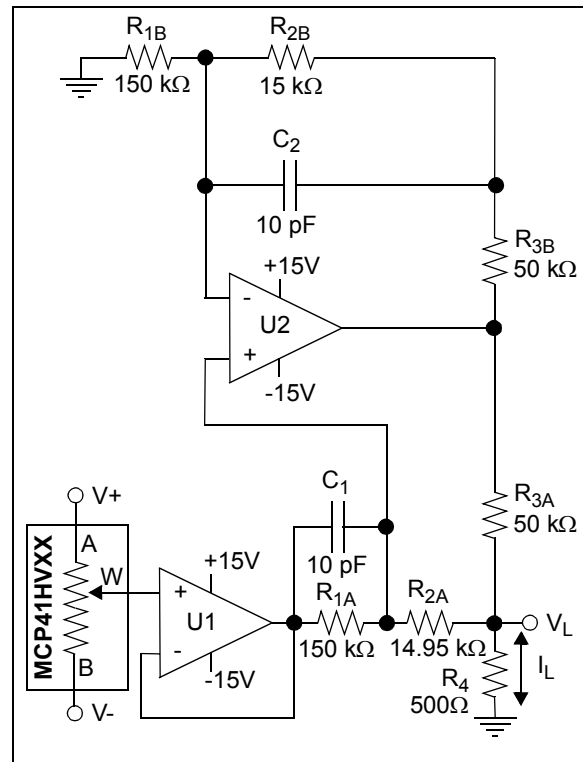 R1B
R2B
150 kΩ
15 kΩ
C2
10 pF
R3B
50 kΩ
+15V
-
U2
+
-15V
V+
C1
R3A
50 kΩ
MCP41HVXX
A
10 pF
W
+15V
+
U1
R1A
R2A
VL
-
150 kΩ
14.95 kΩ
B
-15V
R4
IL
500Ω
V-